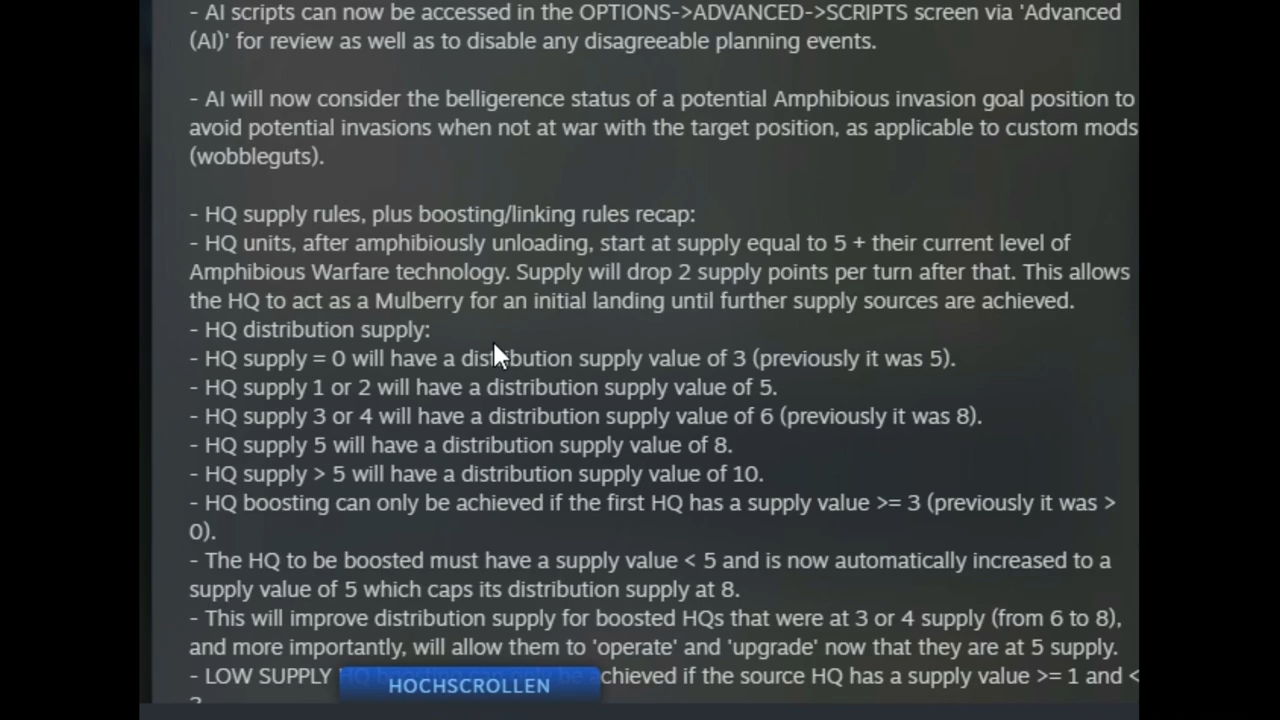 - AI scripts can now be accessed in the OPTIONS->ADVANCED->SCRIPTS screen via 'Advanced
(AI)' for review as well as to disable any disagreeable planning events.
- AI will now consider the belligerence status of a potential Amphibious invasion goal position to
avoid potential invasions when not at war with the target position, as applicable to custom mods
(wobbleguts).
- HQ supply rules, plus boosting/linking rules recap:
- HQ units, after amphibiously unloading, start at supply equal to 5 + their current level of
Amphibious Warfare technology. Supply will drop 2 supply points per turn after that. This allows
the HQ to act as a Mulberry for an initial landing until further supply sources are achieved.
- HQ distribution supply:
- HQ supply = 0 will have a distribution supply value of 3 (previously it was 5).
- HQ supply 1 or 2 will have a distribution supply value of 5.
- HQ supply 3 or 4 will have a distribution supply value of 6 (previously it was 8).
- HQ supply 5 will have a distribution supply value of 8.
- HQ supply > 5 will have a distribution supply value of 10.
- HQ boosting can only be achieved if the first HQ has a supply value >= 3 (previously it was >
0).
- The HQ to be boosted must have a supply value < 5 and is now automatically increased to a
supply value of 5 which caps its distribution supply at 8.
- This will improve distribution supply for boosted HQs that were at 3 or 4 supply (from 6 to 8),
and more importantly, will allow them to 'operate' and 'upgrade' now that they are at 5 supply.
- LOW SUPPLY achieved if the source HQ has a supply value >= 1 and <
HOCHSCROLLEN